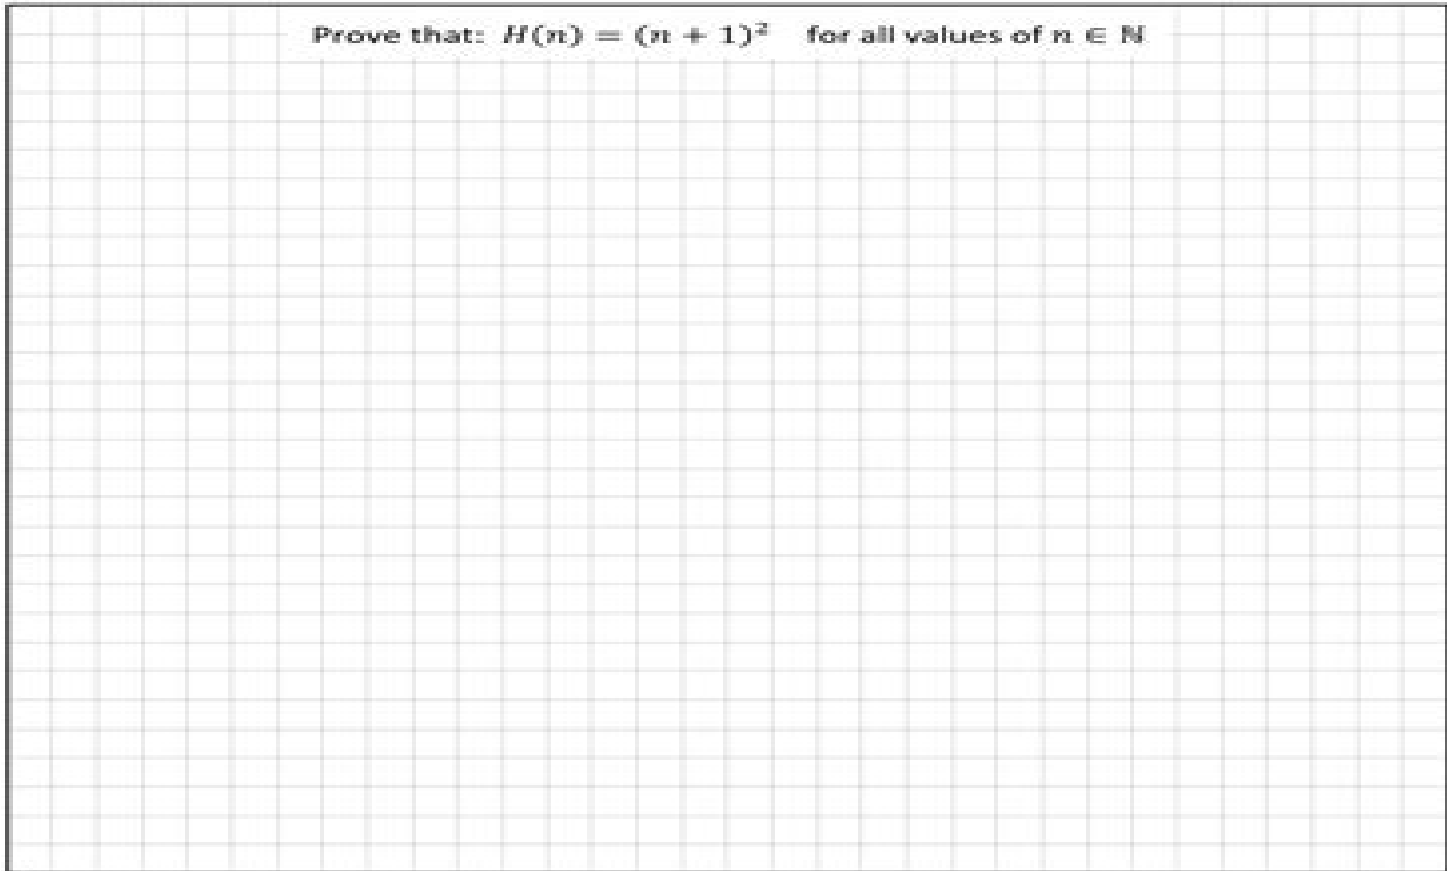 Prove that: H(n) = (n + 1)² for all values of n ∈ ℕ